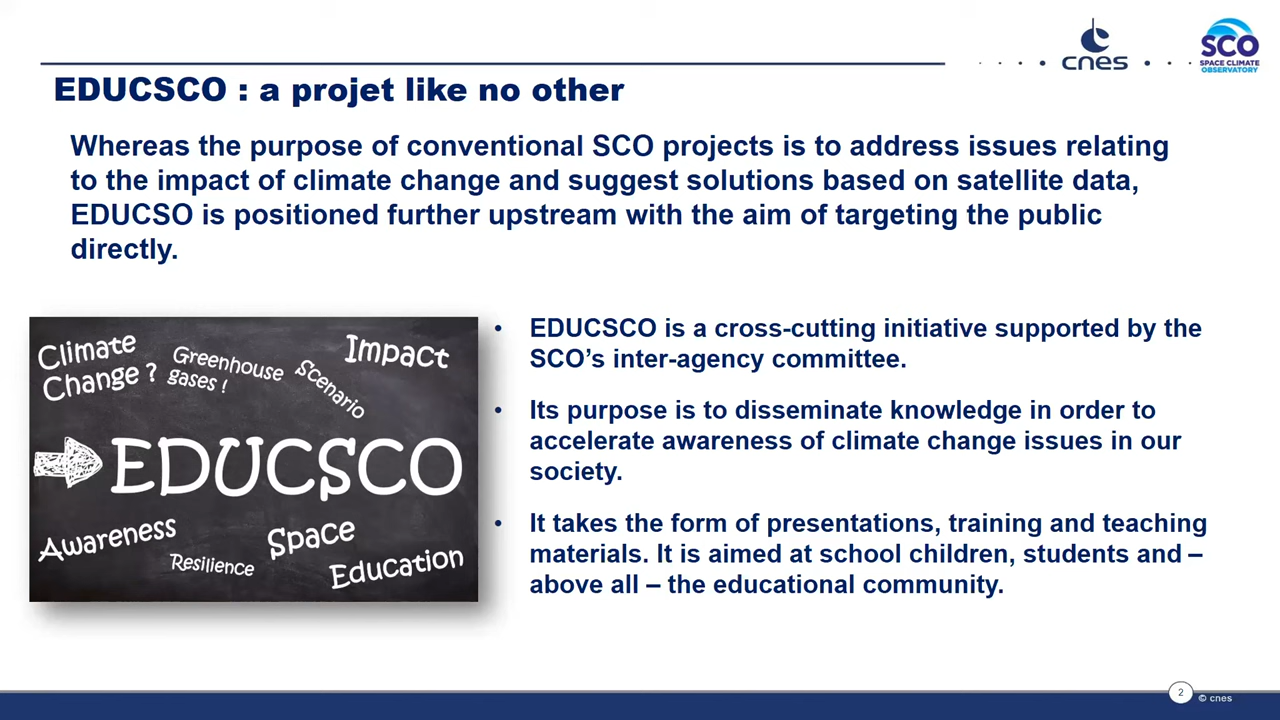 cnes
SCO
SPACE CLIMATE
OBSERVATORY
EDUCSCO : a projet like no other
Whereas the purpose of conventional SCO projects is to address issues relating
to the impact of climate change and suggest solutions based on satellite data,
EDUCSO is positioned further upstream with the aim of targeting the public
directly.
Climate
Change ?
Greenhouse
gases !
Scenario
Impact
EDUCSCO
Awareness
Resilience
Space
Education
• EDUCSCO is a cross-cutting initiative supported by the
SCO’s inter-agency committee.
• Its purpose is to disseminate knowledge in order to
accelerate awareness of climate change issues in our
society.
• It takes the form of presentations, training and teaching
materials. It is aimed at school children, students and –
above all – the educational community.
2
© cnes